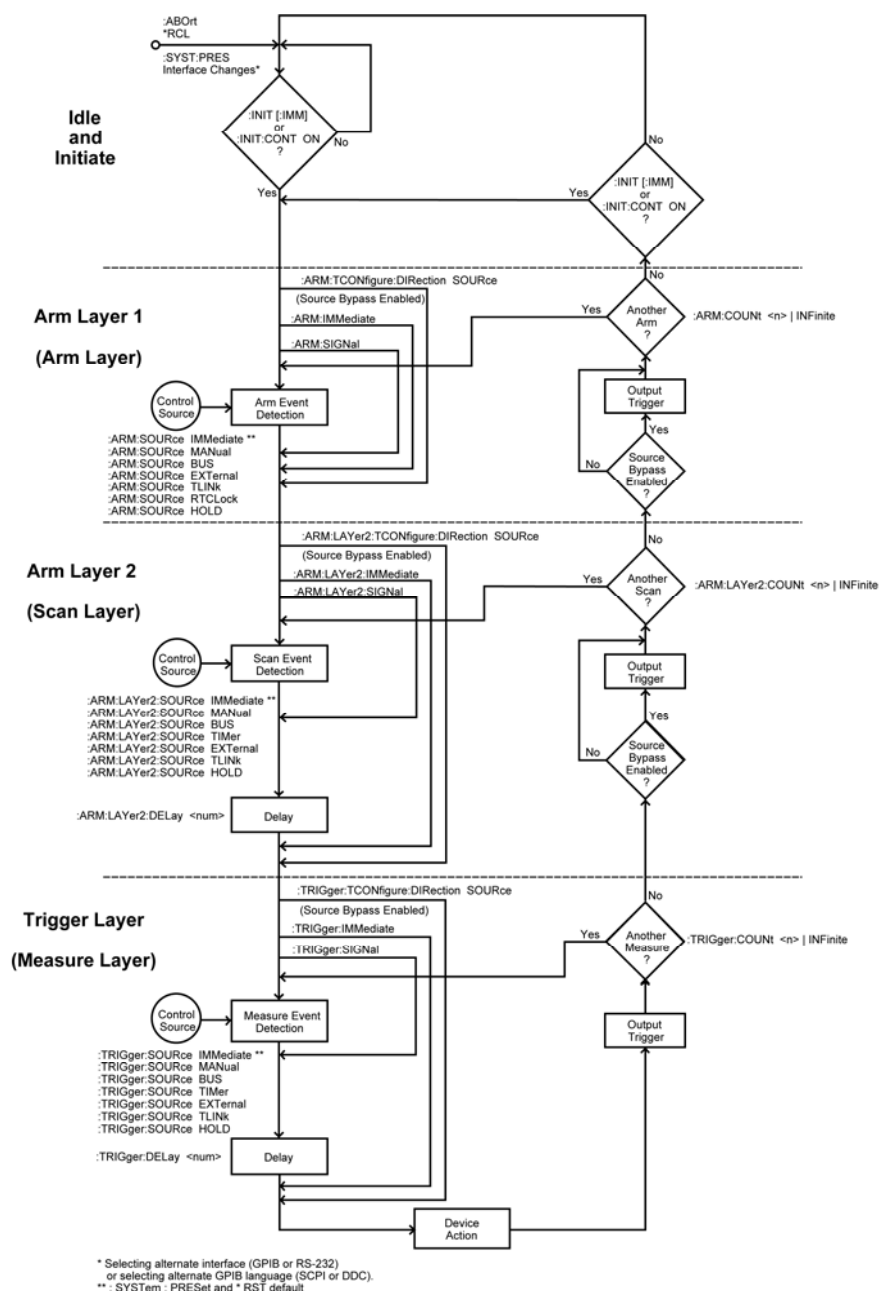 :ABOrt
*RCL
:SYST:PRES
Interface Changes*
Idle
and
Initiate
:INIT [:IMM]
or
:INIT:CONT ON
?
No
Yes
No
Yes
:INIT [:IMM]
or
:INIT:CONT ON
?
No
:ARM:TCONfigure:DIRection SOURce
(Source Bypass Enabled)
Arm Layer 1
(Arm Layer)
:ARM:IMMediate
:ARM:SIGNal
Yes
Another
Arm
?
:ARM:COUNt <n> | INFinite
Control
Source
Arm Event
Detection
Output
Trigger
Yes
:ARM:SOURce IMMediate **
:ARM:SOURce MANual
:ARM:SOURce BUS
:ARM:SOURce EXTernal
:ARM:SOURce TLINk
:ARM:SOURce RTCLock
:ARM:SOURce HOLD
No
Source
Bypass
Enabled
?
No
:ARM:LAYer2:TCONfigure:DIRection SOURce
(Source Bypass Enabled)
Arm Layer 2
(Scan Layer)
:ARM:LAYer2:IMMediate
:ARM:LAYer2:SIGNal
Yes
Another
Scan
?
:ARM:LAYer2:COUNt <n> | INFinite
Control
Source
Scan Event
Detection
Output
Trigger
Yes
:ARM:LAYer2:SOURce IMMediate **
:ARM:LAYer2:SOURce MANual
:ARM:LAYer2:SOURce BUS
:ARM:LAYer2:SOURce TIMer
:ARM:LAYer2:SOURce EXTernal
:ARM:LAYer2:SOURce TLINk
:ARM:LAYer2:SOURce HOLD
No
Source
Bypass
Enabled
?
:ARM:LAYer2:DELay <num>
Delay
No
:TRIGger:TCONfigure:DIRection SOURce
(Source Bypass Enabled)
Trigger Layer
(Measure Layer)
:TRIGger:IMMediate
:TRIGger:SIGNal
Yes
Another
Measure
?
:TRIGger:COUNt <n> | INFinite
Control
Source
Measure Event
Detection
Output
Trigger
:TRIGger:SOURce IMMediate **
:TRIGger:SOURce MANual
:TRIGger:SOURce BUS
:TRIGger:SOURce TIMer
:TRIGger:SOURce EXTernal
:TRIGger:SOURce TLINk
:TRIGger:SOURce HOLD
:TRIGger:DELay <num>
Delay
Device
Action
* Selecting alternate interface (GPIB or RS-232)
or selecting alternate GPIB language (SCPI or DDC).
** : SYSTem : PRESet and * RST default